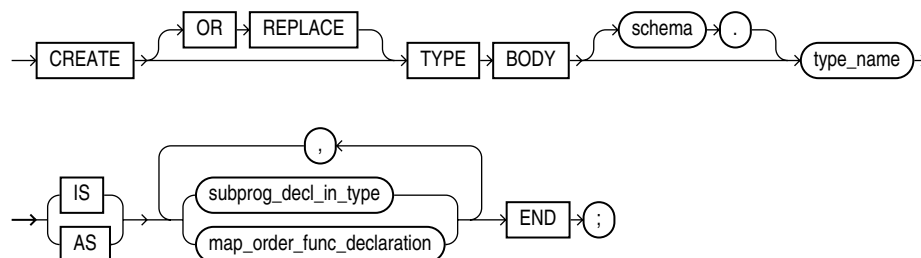 OR REPLACE schema .
CREATE TYPE BODY type_name
,
IS subprog_decl_in_type
END ;
AS map_order_func_declaration